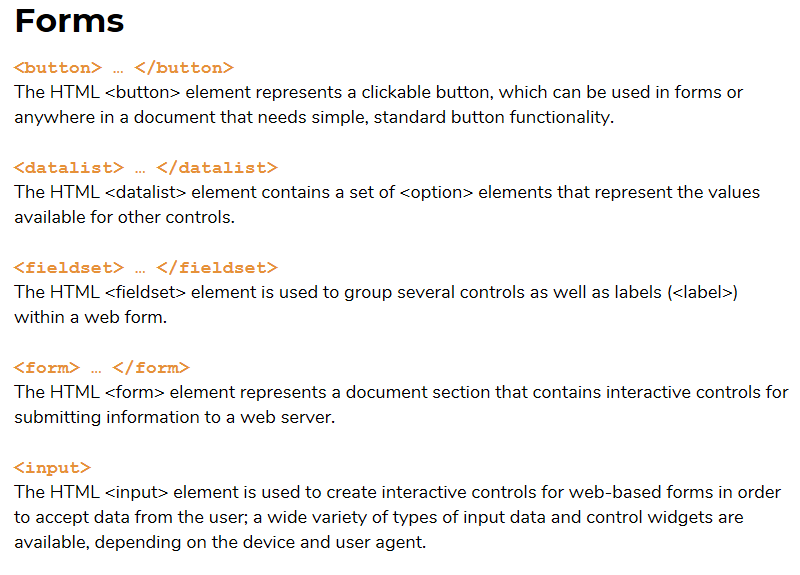 Forms
<button> … </button>
The HTML <button> element represents a clickable button, which can be used in forms or
anywhere in a document that needs simple, standard button functionality.
<datalist> … </datalist>
The HTML <datalist> element contains a set of <option> elements that represent the values
available for other controls.
<fieldset> … </fieldset>
The HTML <fieldset> element is used to group several controls as well as labels (<label>)
within a web form.
<form> … </form>
The HTML <form> element represents a document section that contains interactive controls for
submitting information to a web server.
<input>
The HTML <input> element is used to create interactive controls for web-based forms in order
to accept data from the user; a wide variety of types of input data and control widgets are
available, depending on the device and user agent.